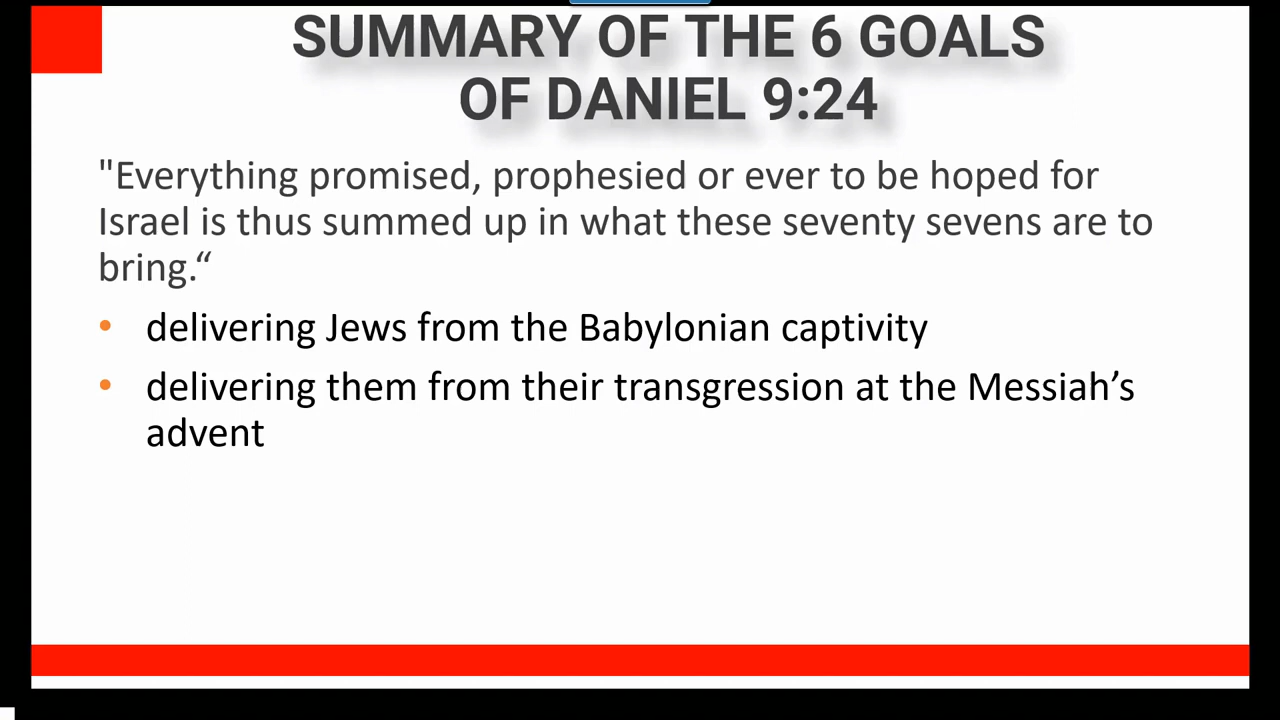 SUMMARY OF THE 6 GOALS
OF DANIEL 9:24
"Everything promised, prophesied or ever to be hoped for
Israel is thus summed up in what these seventy sevens are to
bring.“
• delivering Jews from the Babylonian captivity
• delivering them from their transgression at the Messiah’s
advent